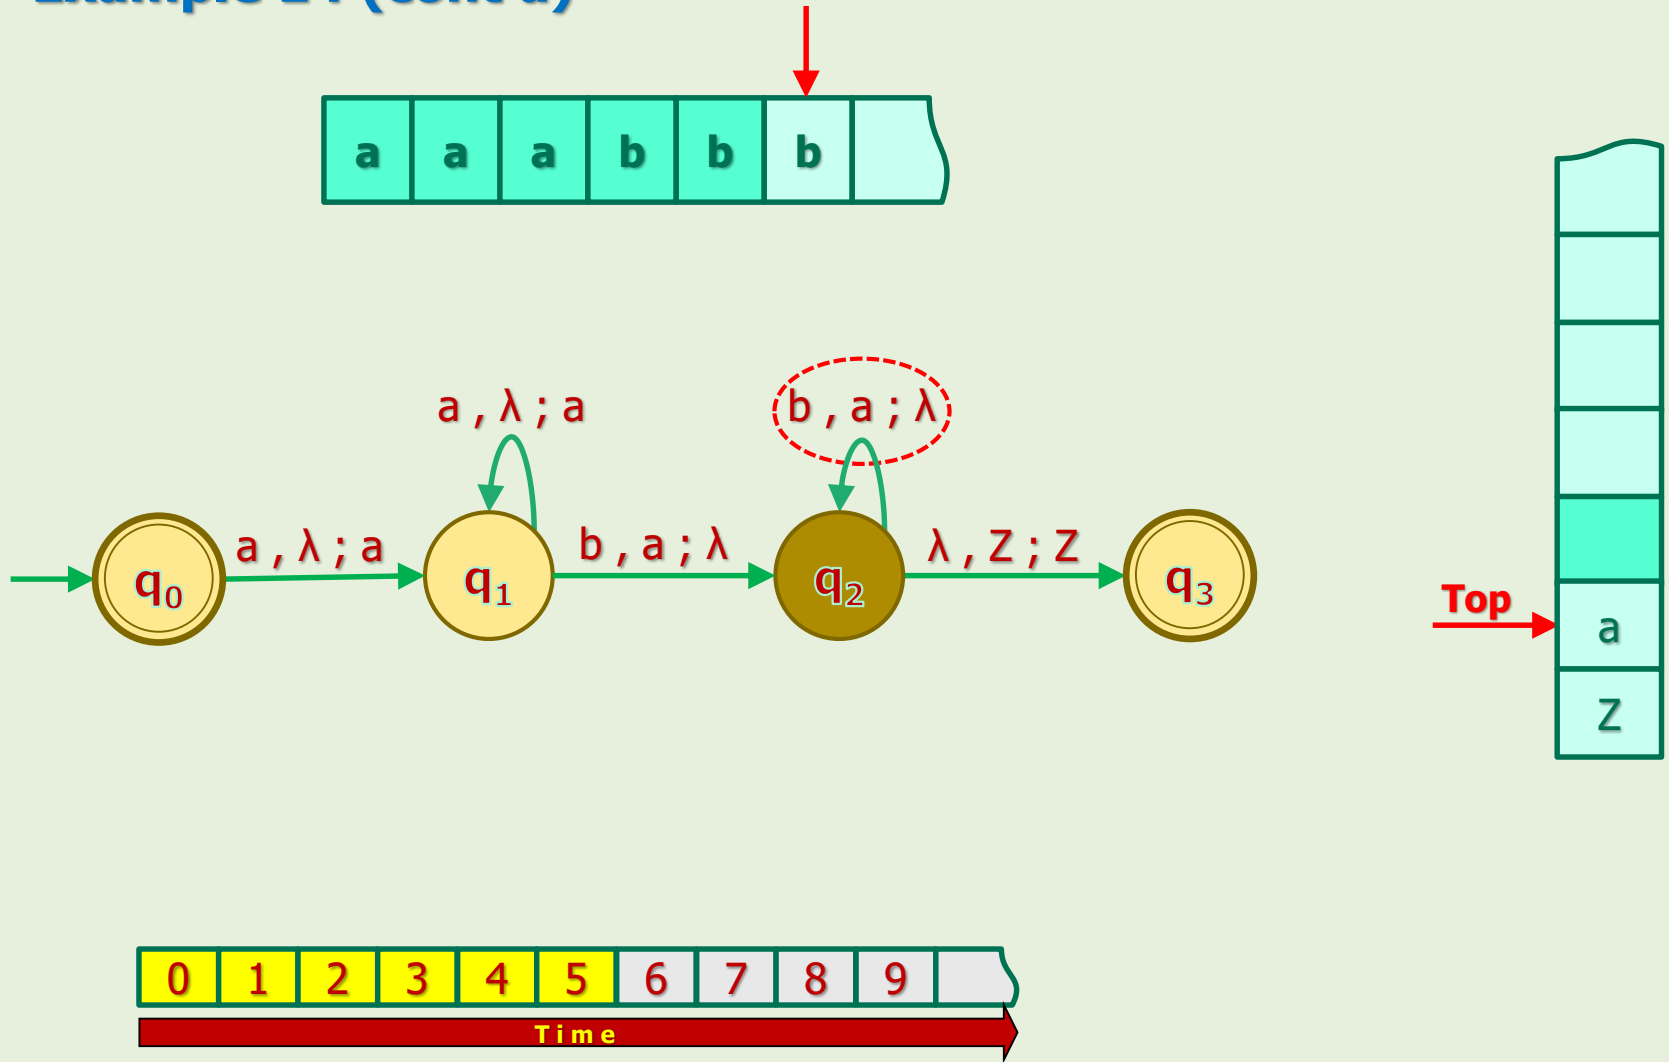 a a a b b b
a,λ;a b,a;λ
a,λ;a b,a;λ λ,Z;Z
q0 q1 q2 q3
Top
a
Z
0 1 2 3 4 5 6 7 8 9
Time